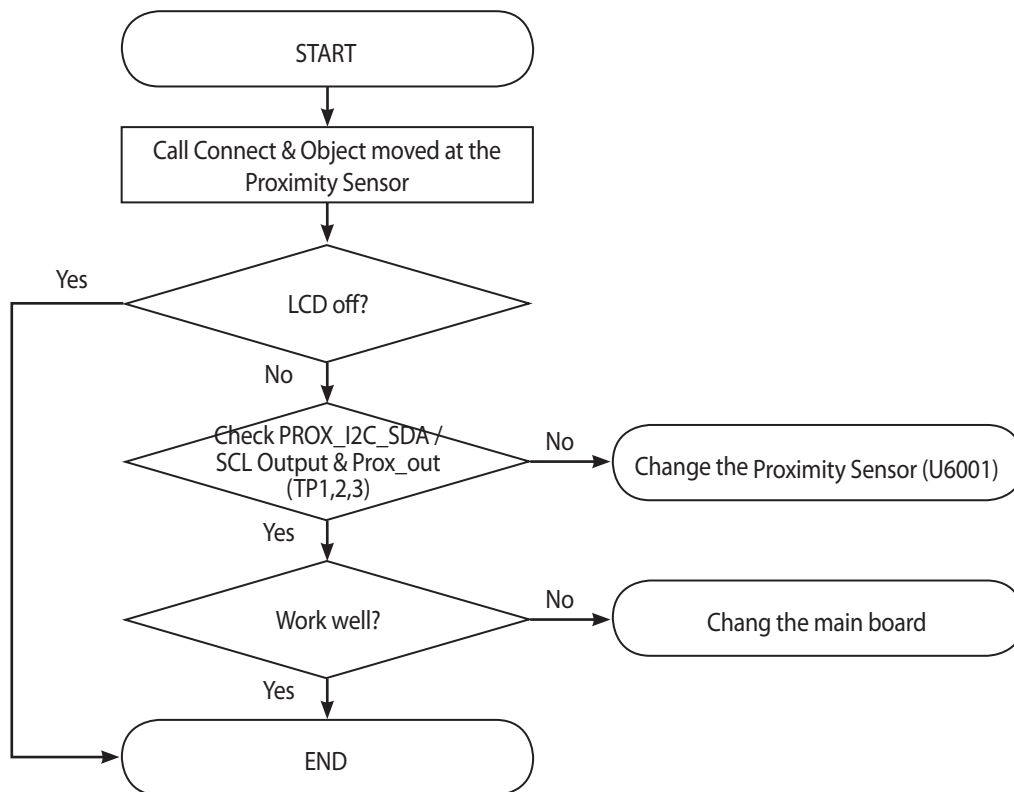 START
Call Connect & Object moved at the
Proximity Sensor
Yes
LCD off?
No
Check PROX_I2C_SDA /
SCL Output & Prox_out
(TP1,2,3)
No
Change the Proximity Sensor (U6001)
Yes
Work well?
No
Chang the main board
Yes
END